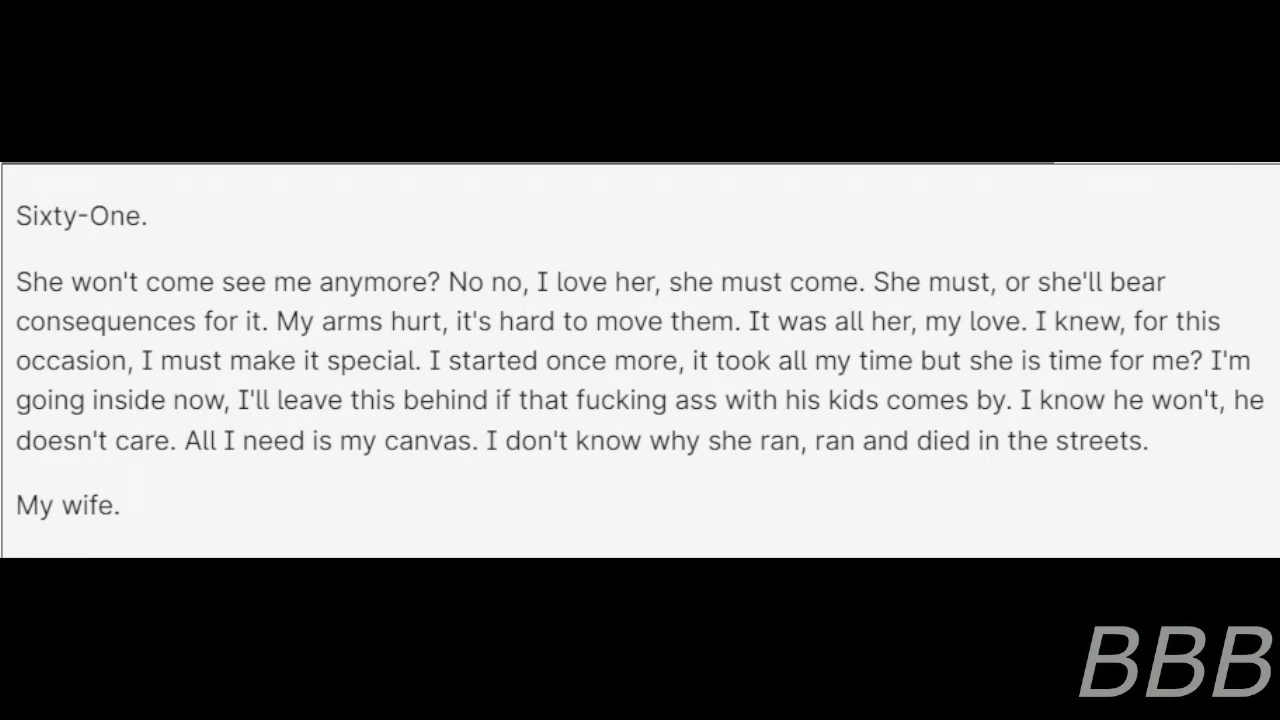 Sixty-One.
She won't come see me anymore? No no, I love her, she must come. She must, or she'll bear
consequences for it. My arms hurt, it's hard to move them. It was all her, my love. I knew, for this
occasion, I must make it special. I started once more, it took all my time but she is time for me? I'm
going inside now, I'll leave this behind if that fucking ass with his kids comes by. I know he won't, he
doesn't care. All I need is my canvas. I don't know why she ran, ran and died in the streets.
My wife.
BBB